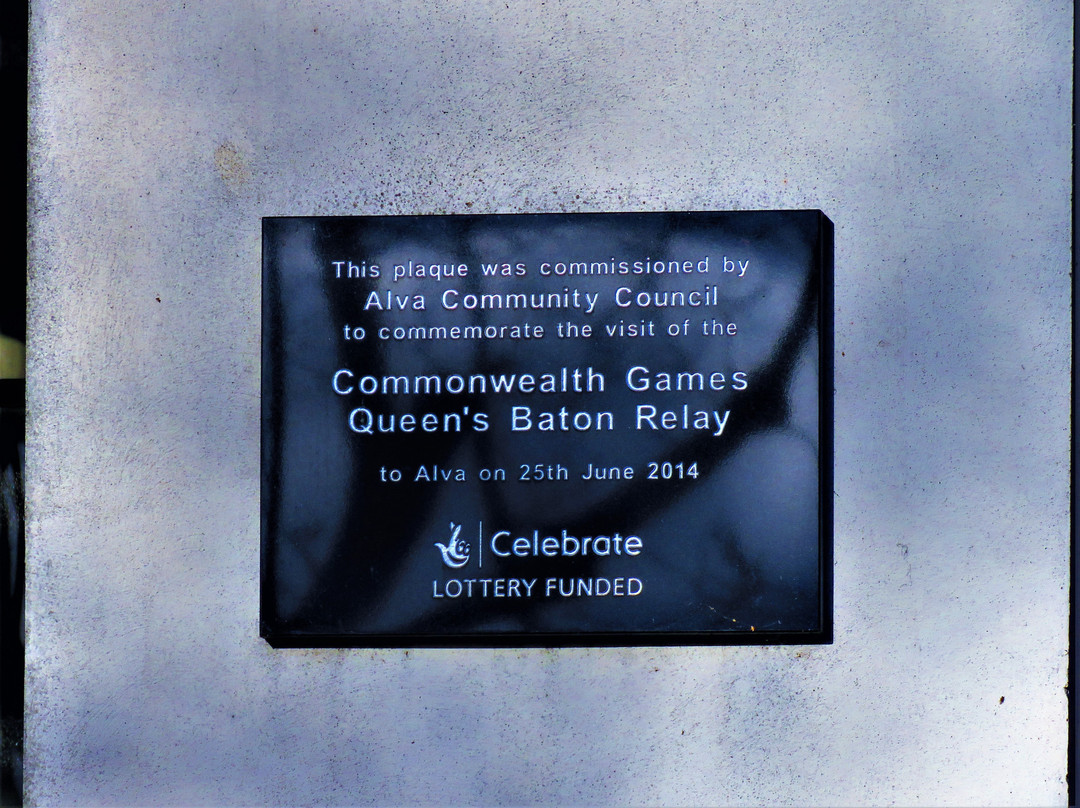 This plaque was commissioned by
Alva Community Council
to commemorate the visit of the
Commonwealth Games
Queen's Baton Relay
to Alva on 25th June 2014
Celebrate
LOTTERY FUNDED